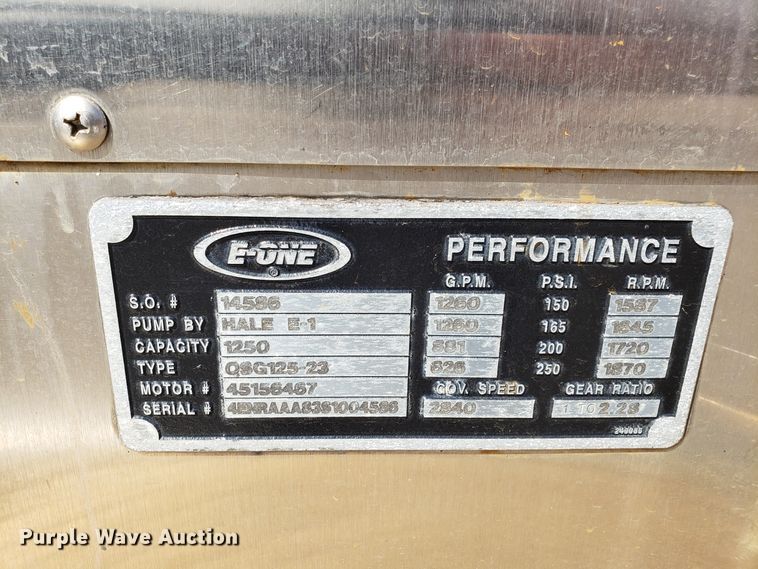 E-ONE
®
PERFORMANCE
G.P.M. P.S.I. R.P.M.
S.O. # 14586 1260 150 1587
PUMP BY HALE E-1 1260 165 1645
CAPACITY 1250 891 200 1720
TYPE QSG125-23 626 250 1870
MOTOR # 45156467 GOV. SPEED GEAR RATIO
SERIAL # 2840 1 TO 2.28
Purple Wave Auction